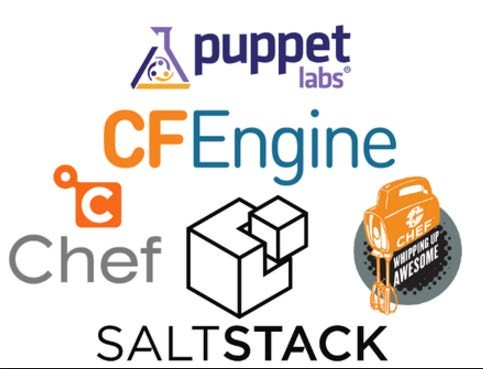 puppet
labs®
CFEngine
C
Chef
CHEF
WHIPPING UP
AWESOME
SALTSTACK